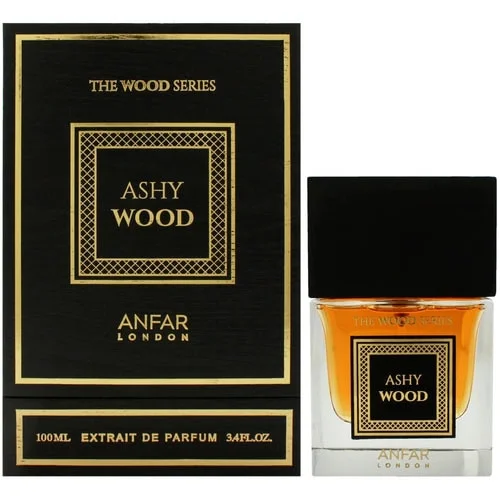 THE WOOD SERIES
ASHY
WOOD
ANFAR
LONDON
100ML EXTRAIT DE PARFUM 3.4FL.OZ.
THE WOOD SERIES
ASHY
WOOD
ANFAR
LONDON